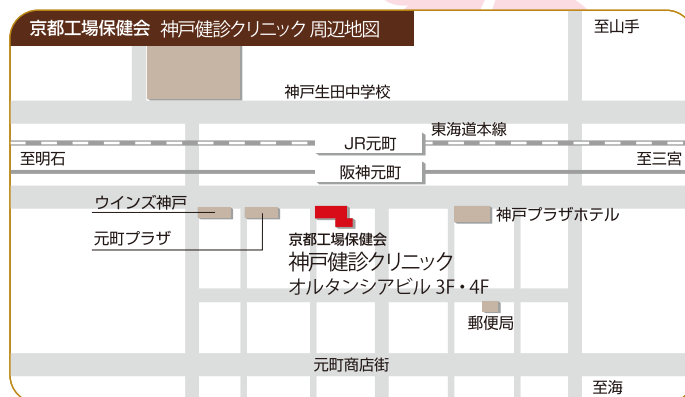 京都工場保健会 神戸健診クリニック 周辺地図
至山手
神戸生田中学校
東海道本線
JR元町
至明石
至三宮
阪神元町
ウインズ神戸
神戸プラザホテル
元町プラザ
京都工場保健会
神戸健診クリニック
オルタンシアビル 3F・4F
郵便局
元町商店街
至海